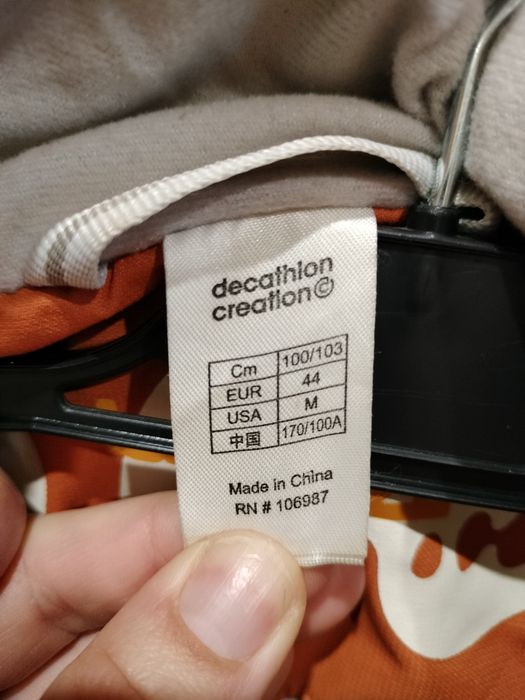 decathlon
creation©
Cm 100/103
EUR 44
USA M
中国 170/100A
Made in China
RN # 106987